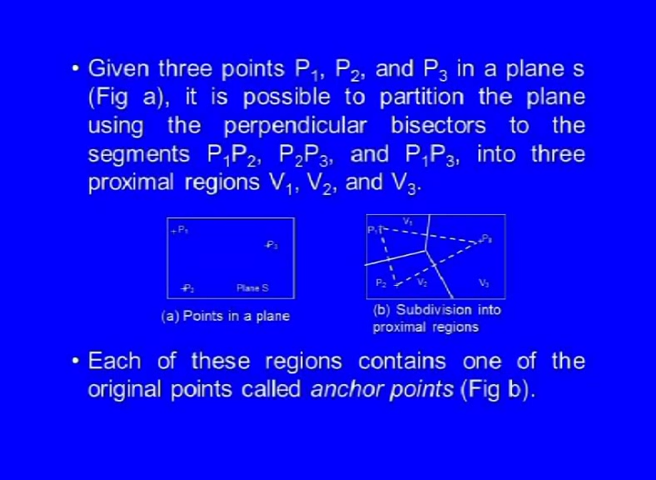 • Given three points P₁, P₂, and P₃ in a plane s
(Fig a), it is possible to partition the plane
using the perpendicular bisectors to the
segments P₁P₂, P₂P₃, and P₁P₃, into three
proximal regions V₁, V₂, and V₃.
P₁
P₃
P₂ Plane S
(a) Points in a plane
P₁ V₁
P₃
P₂ V₂ V₃
(b) Subdivision into
proximal regions
• Each of these regions contains one of the
original points called anchor points (Fig b).